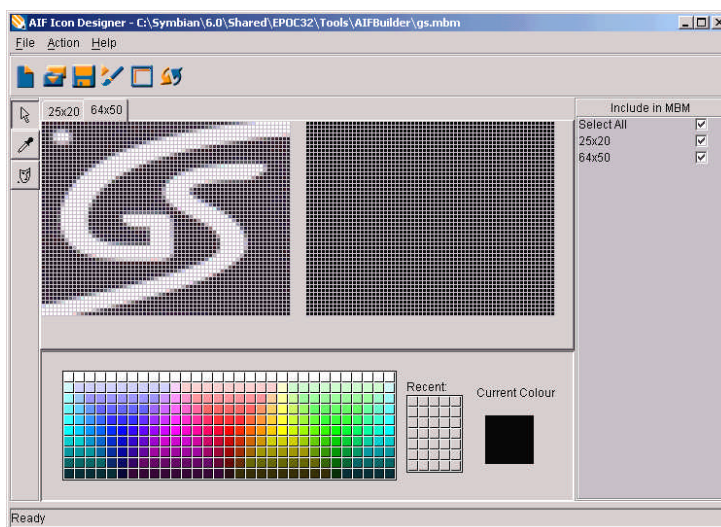 AIF Icon Designer - C:\Symbian\6.0\Shared\EPOC32\Tools\AIFBuilder\gs.mbm
File Action Help
25x20 64x50
Include in MBM
Select All
25x20
64x50
GS
Recent:
Current Colour
Ready